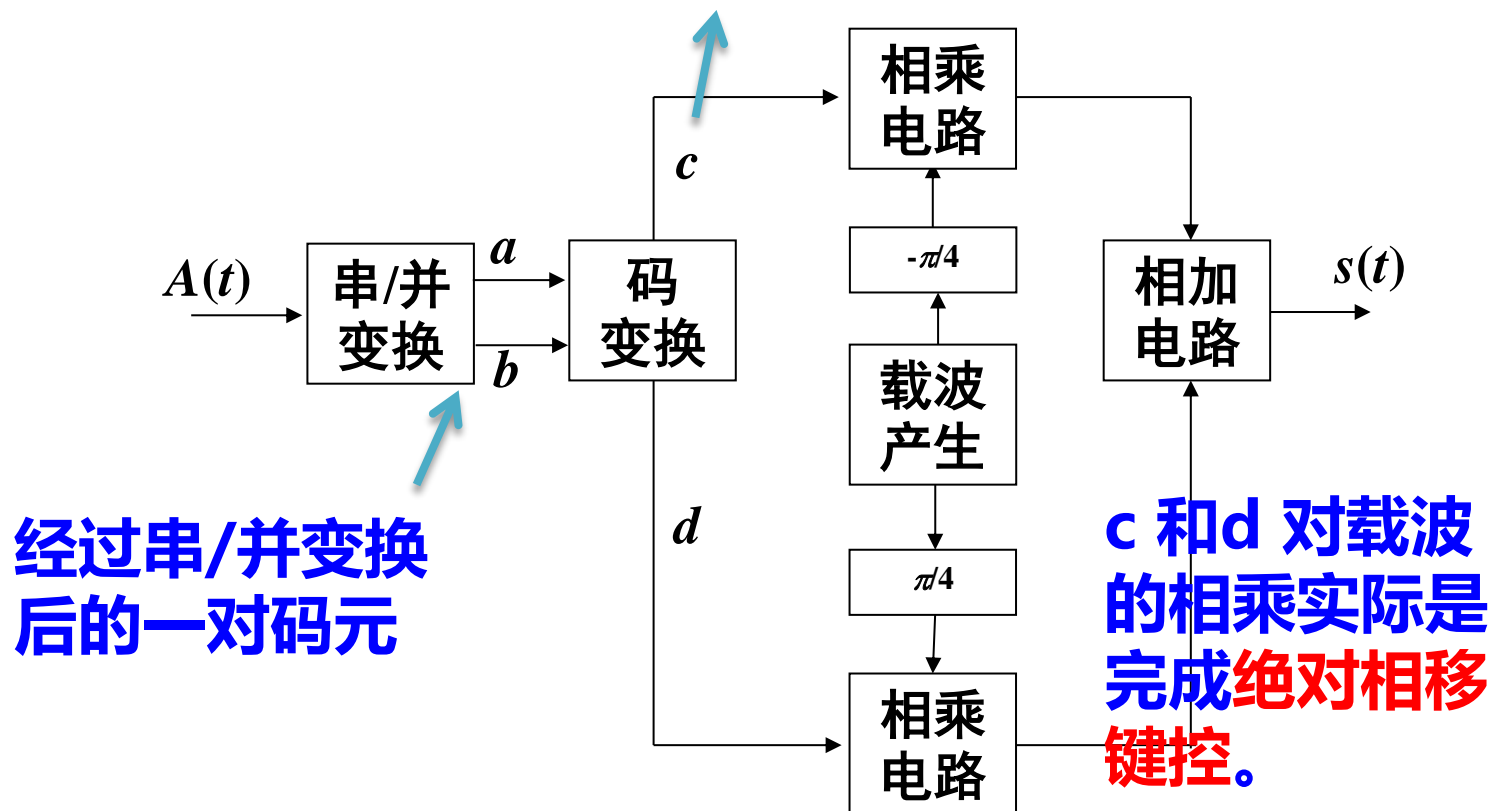 相乘
电路
c
A(t)
串/并
变换
a
b
码
变换
-π/4
相加
电路
s(t)
载波
产生
d
π/4
相乘
电路
经过串/并变换
后的一对码元
c 和d 对载波
的相乘实际是
完成绝对相移
键控。